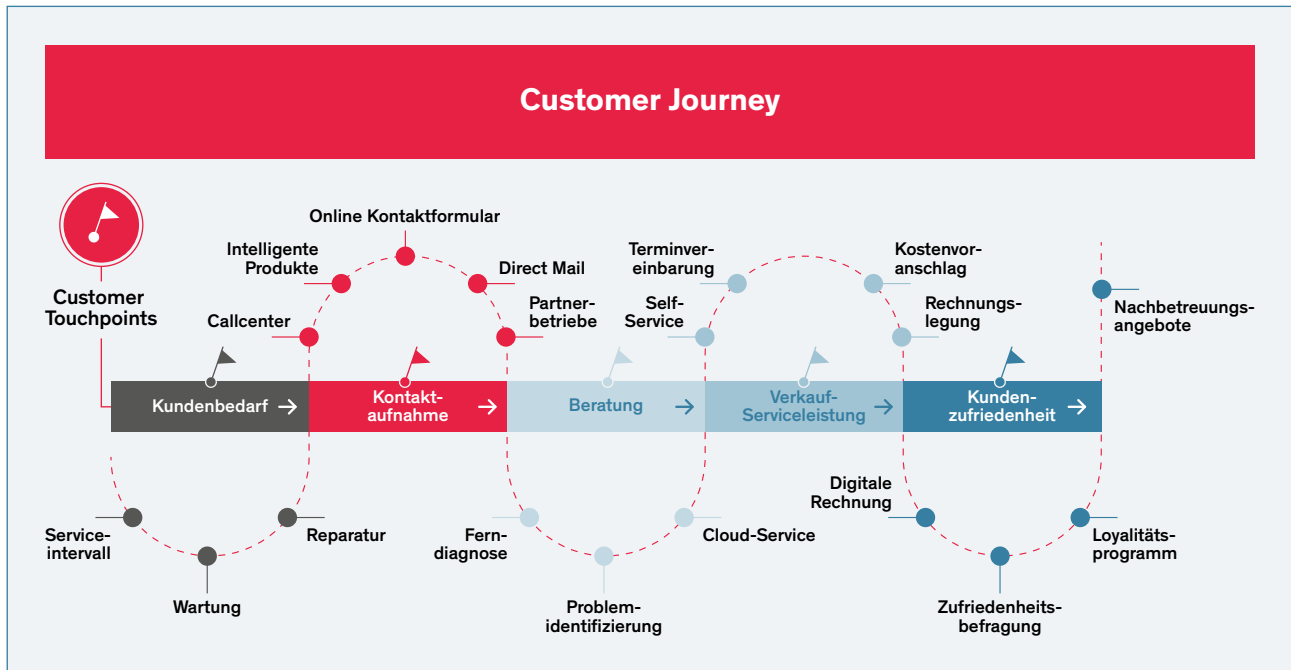 Customer Journey
Online Kontaktformular
Intelligente
Produkte
Direct Mail
Terminver-
einbarung
Kostenvor-
anschlag
Customer
Touchpoints
Callcenter
Partner-
betriebe
Self-
Service
Rechnungs-
legung
Nachbetreuungs-
angebote
Kundenbedarf
Kontakt-
aufnahme
Beratung
Verkauf-
Serviceleistung
Kunden-
zufriedenheit
Service-
intervall
Reparatur
Wartung
Fern-
diagnose
Cloud-Service
Problem-
identifizierung
Digitale
Rechnung
Loyalitäts-
programm
Zufriedenheits-
befragung